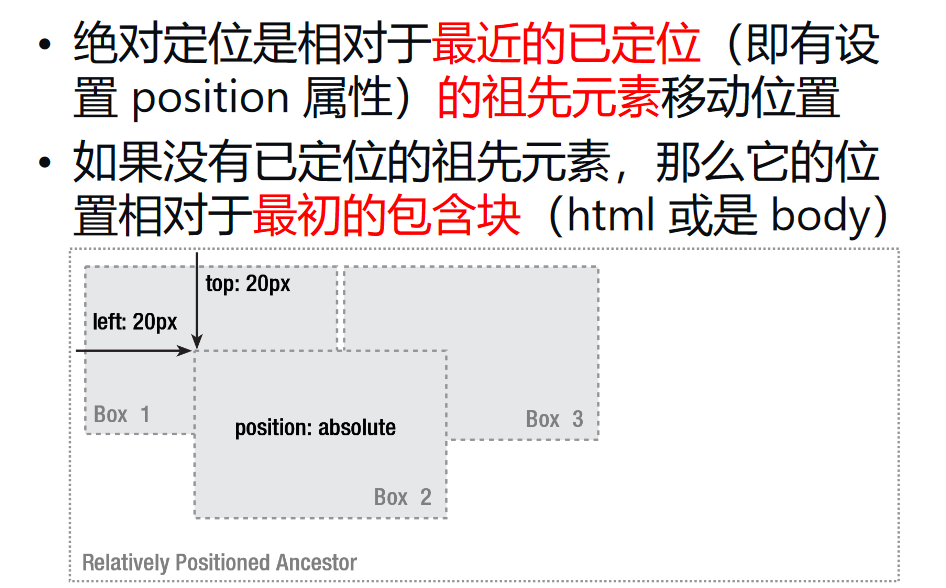 • 绝对定位是相对于最近的已定位（即有设
置 position 属性）的祖先元素移动位置
• 如果没有已定位的祖先元素，那么它的位
置相对于最初的包含块（html 或是 body）
top: 20px
left: 20px
Box 1
position: absolute
Box 3
Box 2
Relatively Positioned Ancestor